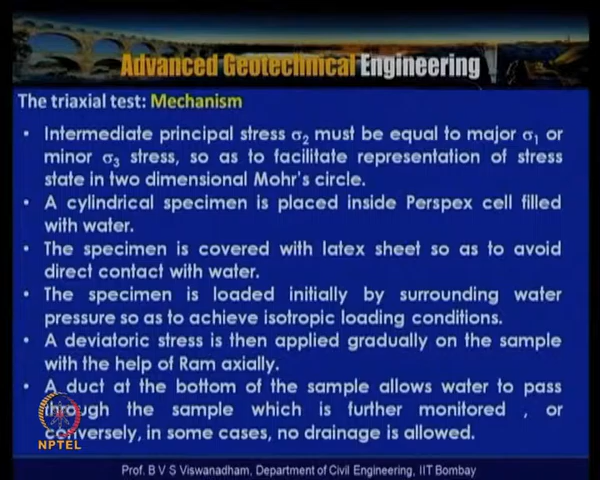 Advanced Geotechnical Engineering
The triaxial test: Mechanism
• Intermediate principal stress σ₂ must be equal to major σ₁ or
minor σ₃ stress, so as to facilitate representation of stress
state in two dimensional Mohr's circle.
• A cylindrical specimen is placed inside Perspex cell filled
with water.
• The specimen is covered with latex sheet so as to avoid
direct contact with water.
• The specimen is loaded initially by surrounding water
pressure so as to achieve isotropic loading conditions.
• A deviatoric stress is then applied gradually on the sample
with the help of Ram axially.
• A duct at the bottom of the sample allows water to pass
through the sample which is further monitored , or
conversely, in some cases, no drainage is allowed.
NPTEL
Prof. B V S Viswanadham, Department of Civil Engineering, IIT Bombay